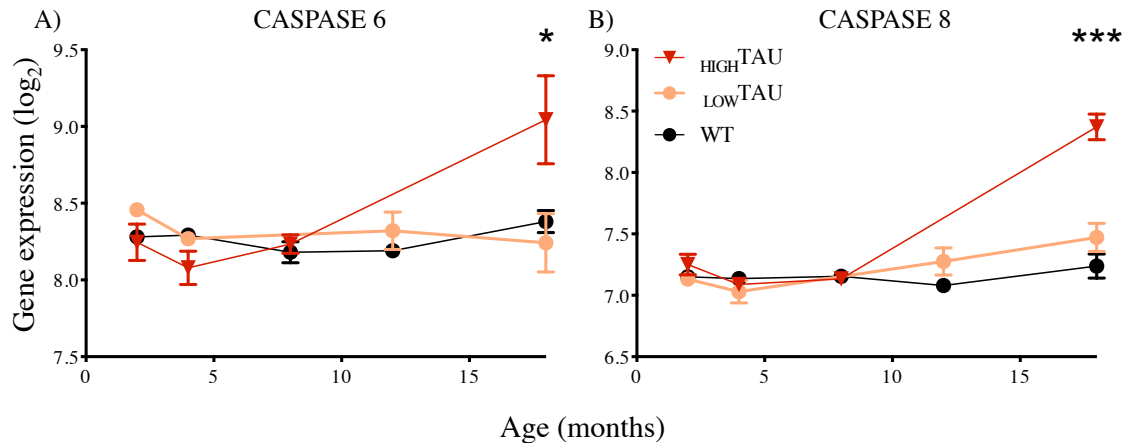 A) CASPASE 6
B) CASPASE 8
*
***
Gene expression (log2)
9.5
9.0
8.5
8.0
7.5
0 5 10 15
9.0
8.5
8.0
7.5
7.0
6.5
0 5 10 15
HIGHTAU
LOWTAU
WT
Age (months)